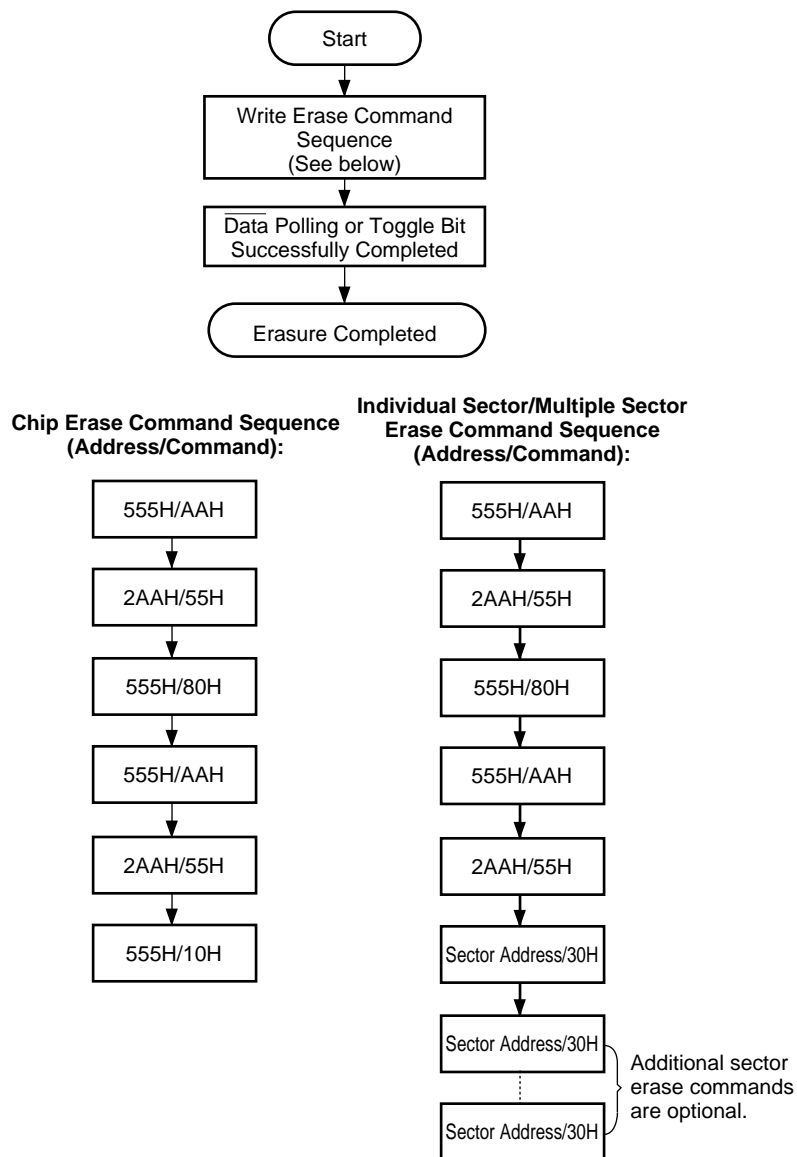 Start
Write Erase Command
Sequence
(See below)
Data Polling or Toggle Bit
Successfully Completed
Erasure Completed
Chip Erase Command Sequence
(Address/Command):
555H/AAH
2AAH/55H
555H/80H
555H/AAH
2AAH/55H
555H/10H
Individual Sector/Multiple Sector
Erase Command Sequence
(Address/Command):
555H/AAH
2AAH/55H
555H/80H
555H/AAH
2AAH/55H
Sector Address/30H
Sector Address/30H
Sector Address/30H
Additional sector
erase commands
are optional.